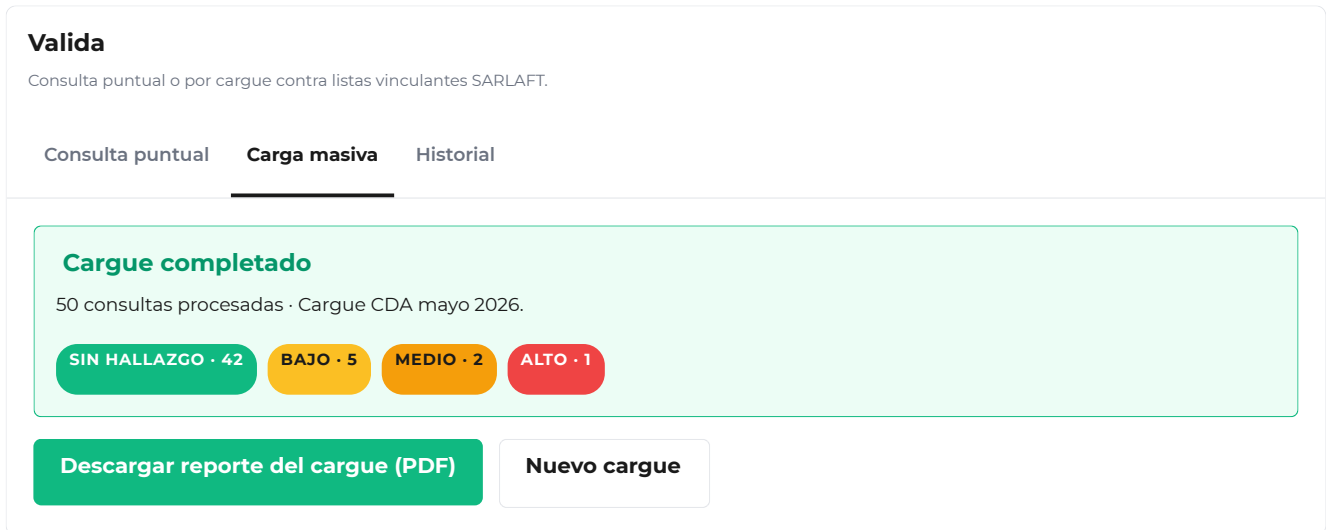 Valida
Consulta puntual o por cargue contra listas vinculantes SARLAFT.
Consulta puntual Carga masiva Historial
Cargue completado
50 consultas procesadas · Cargue CDA mayo 2026.
SIN HALLAZGO · 42 BAJO · 5 MEDIO · 2 ALTO · 1
Descargar reporte del cargue (PDF) Nuevo cargue